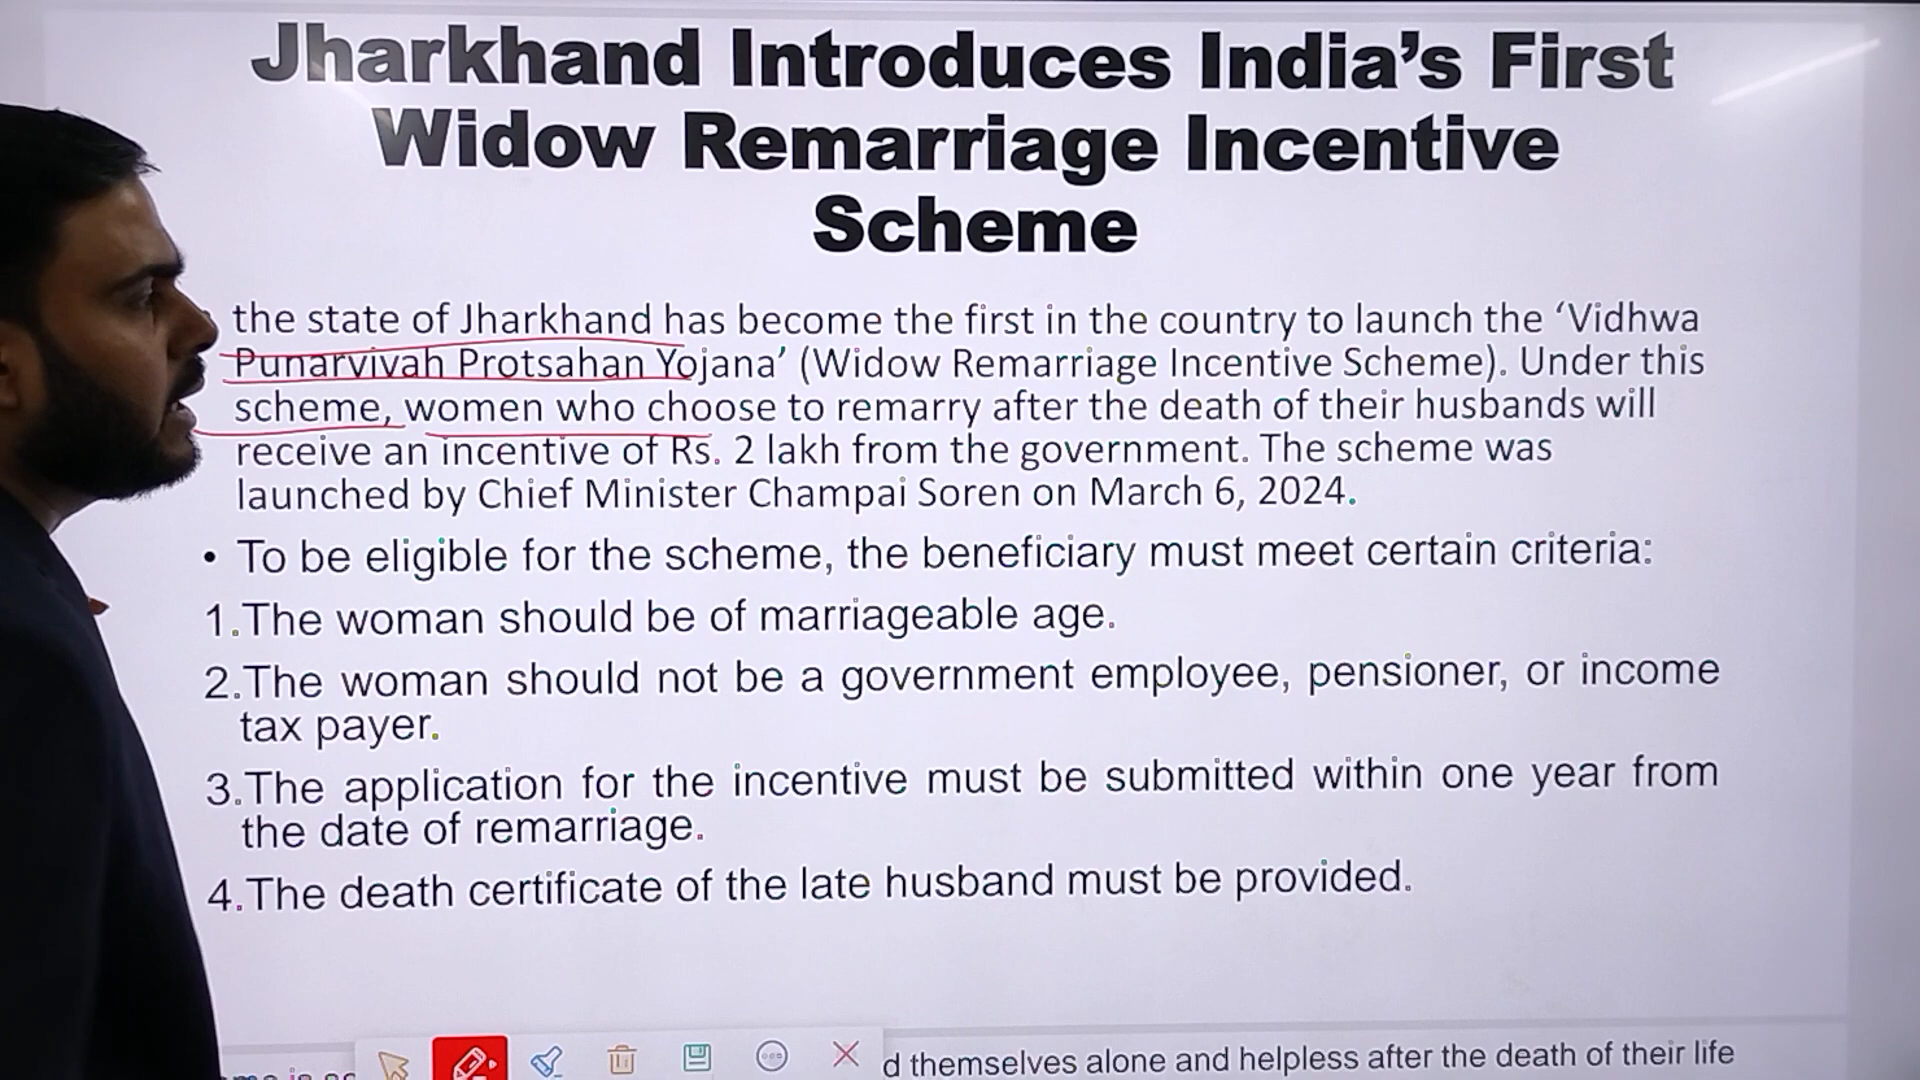 Jharkhand Introduces India's First
Widow Remarriage Incentive
Scheme
the state of Jharkhand has become the first in the country to launch the ‘Vidhwa
Punarvivah Protsahan Yojana’ (Widow Remarriage Incentive Scheme). Under this
scheme, women who choose to remarry after the death of their husbands will
receive an incentive of Rs. 2 lakh from the government. The scheme was
launched by Chief Minister Champai Soren on March 6, 2024.
• To be eligible for the scheme, the beneficiary must meet certain criteria:
1.The woman should be of marriageable age.
2.The woman should not be a government employee, pensioner, or income
tax payer.
3.The application for the incentive must be submitted within one year from
the date of remarriage.
4.The death certificate of the late husband must be provided.
d themselves alone and helpless after the death of their life